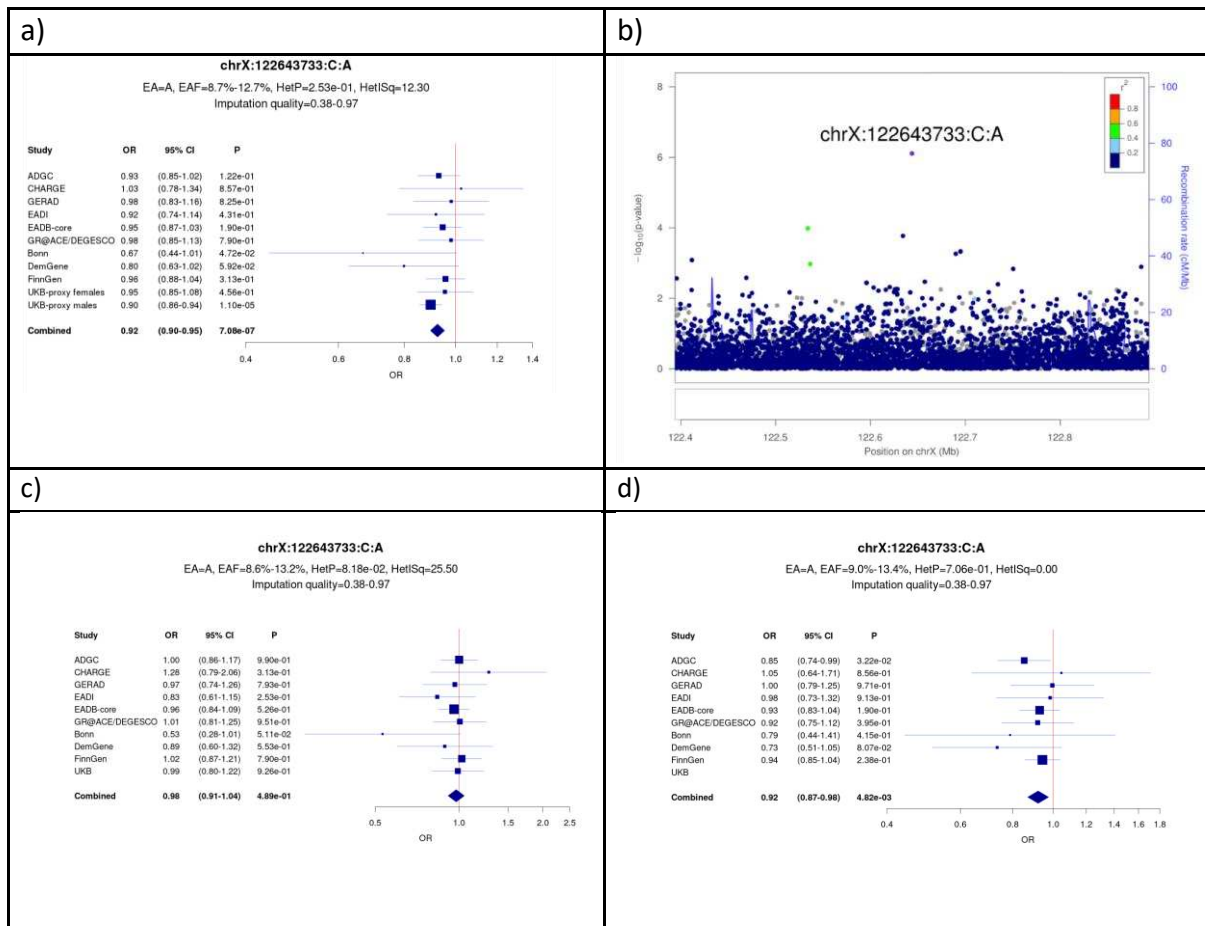 a)
chrX:122643733:C:A
EA=A, EAF=8.7%-12.7%, HetP=2.53e-01, HetISq=12.30
Imputation quality=0.38-0.97
Study OR 95% CI P
ADGC 0.93 (0.85-1.02) 1.22e-01
CHARGE 1.03 (0.78-1.34) 8.57e-01
GERAD 0.98 (0.83-1.16) 8.25e-01
EADI 0.92 (0.74-1.14) 4.31e-01
EADB-core 0.95 (0.87-1.03) 1.90e-01
GR@ACE/DEGESCO 0.98 (0.85-1.13) 7.90e-01
Bonn 0.67 (0.44-1.01) 4.72e-02
DemGene 0.80 (0.63-1.02) 5.92e-02
FinnGen 0.96 (0.88-1.04) 3.13e-01
UKB-proxy females 0.95 (0.85-1.08) 4.56e-01
UKB-proxy males 0.90 (0.86-0.94) 1.10e-05
Combined 0.92 (0.90-0.95) 7.08e-07
0.4 0.6 0.8 1.0 1.2 1.4
OR
b)
chrX:122643733:C:A
r²
0.8
0.6
0.4
0.2
8
6
4
2
0
−log10(p-value)
100
80
60
40
20
0
Recombination rate (cM/Mb)
122.4 122.5 122.6 122.7 122.8
Position on chrX (Mb)
c)
chrX:122643733:C:A
EA=A, EAF=8.6%-13.2%, HetP=8.18e-02, HetISq=25.50
Imputation quality=0.38-0.97
Study OR 95% CI P
ADGC 1.00 (0.86-1.17) 9.90e-01
CHARGE 1.28 (0.79-2.06) 3.13e-01
GERAD 0.97 (0.74-1.26) 7.93e-01
EADI 0.83 (0.61-1.15) 2.53e-01
EADB-core 0.96 (0.84-1.09) 5.26e-01
GR@ACE/DEGESCO 1.01 (0.81-1.25) 9.51e-01
Bonn 0.53 (0.28-1.01) 5.11e-02
DemGene 0.89 (0.60-1.32) 5.53e-01
FinnGen 1.02 (0.87-1.21) 7.90e-01
UKB 0.99 (0.80-1.22) 9.26e-01
Combined 0.98 (0.91-1.04) 4.89e-01
0.5 1.0 1.5 2.0 2.5
OR
d)
chrX:122643733:C:A
EA=A, EAF=9.0%-13.4%, HetP=7.06e-01, HetISq=0.00
Imputation quality=0.38-0.97
Study OR 95% CI P
ADGC 0.85 (0.74-0.99) 3.22e-02
CHARGE 1.05 (0.64-1.71) 8.56e-01
GERAD 1.00 (0.79-1.25) 9.71e-01
EADI 0.98 (0.73-1.32) 9.13e-01
EADB-core 0.93 (0.83-1.04) 1.90e-01
GR@ACE/DEGESCO 0.92 (0.75-1.12) 3.95e-01
Bonn 0.79 (0.44-1.41) 4.15e-01
DemGene 0.73 (0.51-1.05) 8.07e-02
FinnGen 0.94 (0.85-1.04) 2.38e-01
UKB
Combined 0.92 (0.87-0.98) 4.82e-03
0.4 0.6 0.8 1.0 1.2 1.4 1.6 1.8
OR